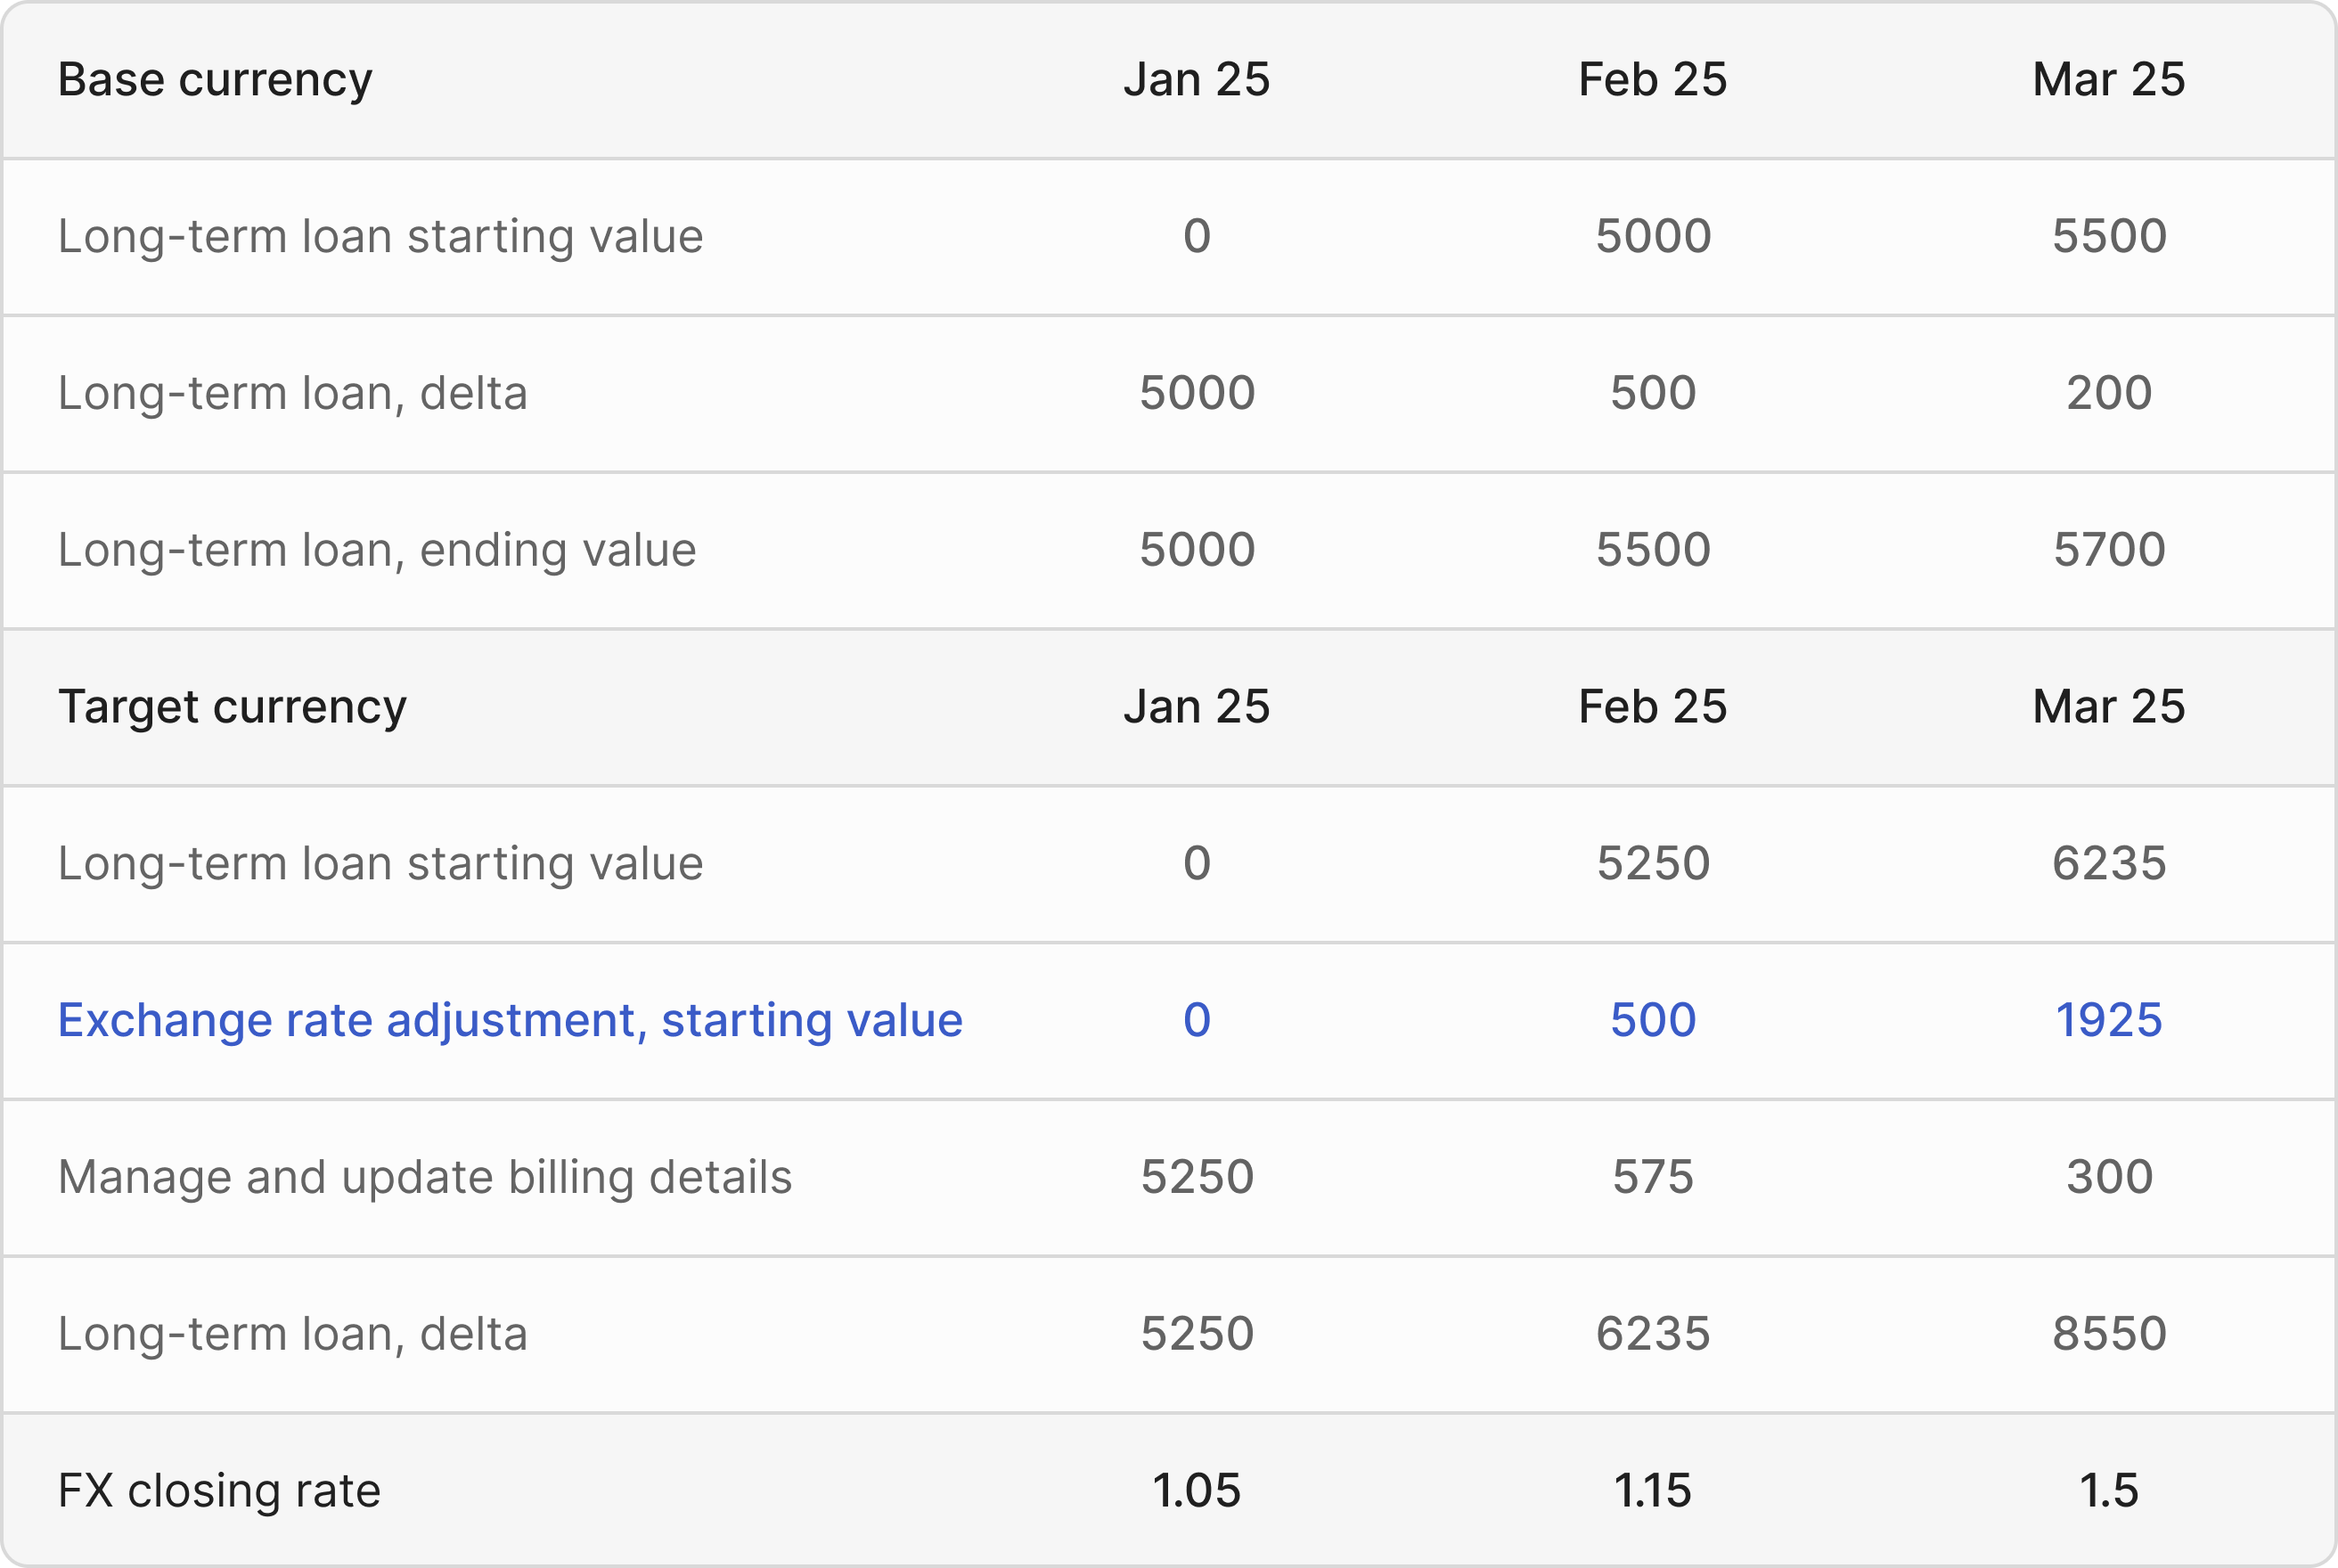 Base currency Jan 25 Feb 25 Mar 25
Long-term loan starting value 0 5000 5500
Long-term loan, delta 5000 500 200
Long-term loan, ending value 5000 5500 5700
Target currency Jan 25 Feb 25 Mar 25
Long-term loan starting value 0 5250 6235
Exchange rate adjustment, starting value 0 500 1925
Manage and update billing details 5250 575 300
Long-term loan, delta 5250 6235 8550
FX closing rate 1.05 1.15 1.5